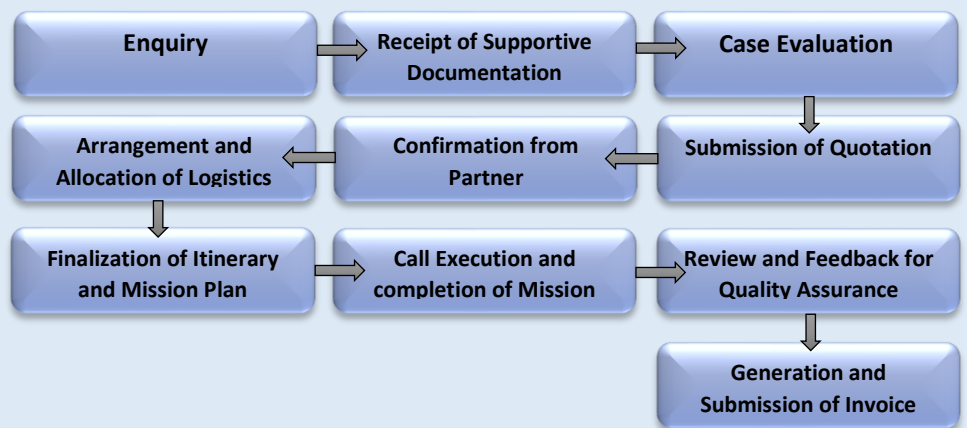 Enquiry
Receipt of Supportive
Documentation
Case Evaluation
Submission of Quotation
Confirmation from
Partner
Arrangement and
Allocation of Logistics
Finalization of Itinerary
and Mission Plan
Call Execution and
completion of Mission
Review and Feedback for
Quality Assurance
Generation and
Submission of Invoice